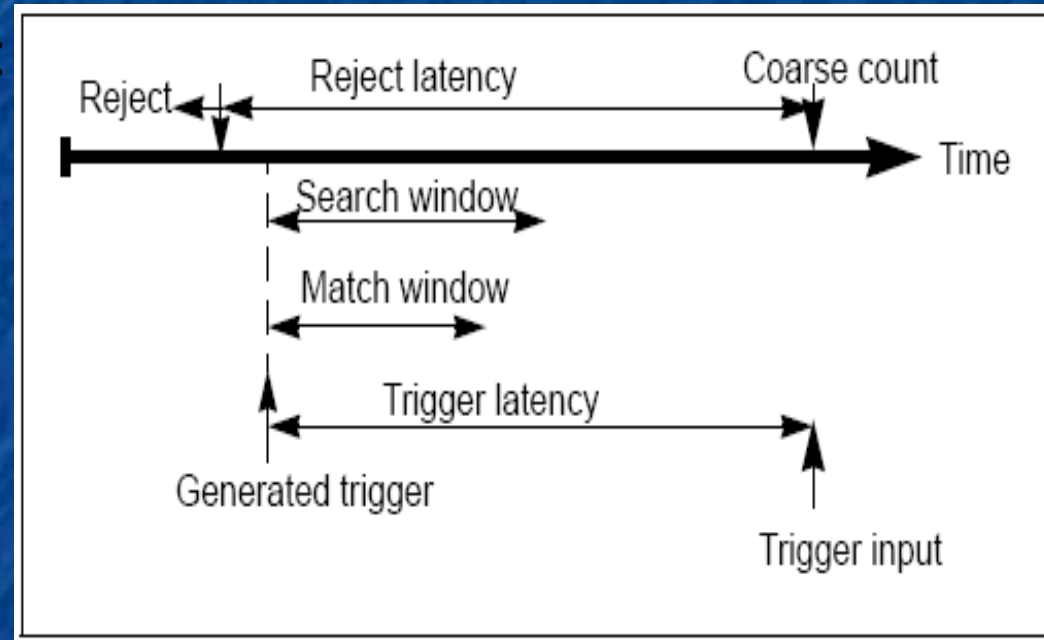 Reject
Reject latency
Coarse count
Time
Search window
Match window
Trigger latency
Generated trigger
Trigger input